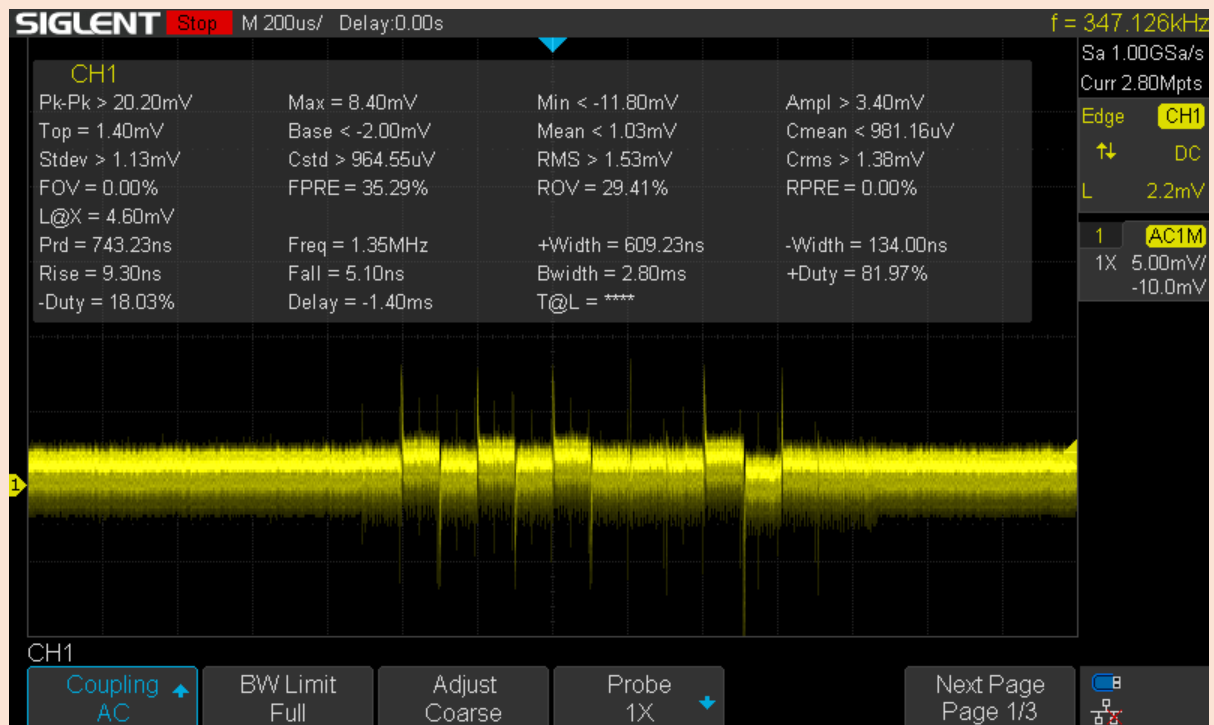 SIGLENT Stop M 200us/ Delay:0.00s f = 347.126kHz
Sa 1.00GSa/s
Curr 2.80Mpts
CH1
Pk-Pk > 20.20mV Max = 8.40mV Min < -11.80mV Ampl > 3.40mV
Top = 1.40mV Base < -2.00mV Mean < 1.03mV Cmean < 981.16uV
Stdev > 1.13mV Cstd > 964.55uV RMS > 1.53mV Crms > 1.38mV
FOV = 0.00% FPRE = 35.29% ROV = 29.41% RPRE = 0.00%
L@X = 4.60mV
Prd = 743.23ns Freq = 1.35MHz +Width = 609.23ns -Width = 134.00ns
Rise = 9.30ns Fall = 5.10ns Bwidth = 2.80ms +Duty = 81.97%
-Duty = 18.03% Delay = -1.40ms T@L = ****
Edge CH1
DC
L 2.2mV
1 AC1M
1X 5.00mV/
-10.0mV
1
CH1
Coupling
AC
BW Limit
Full
Adjust
Coarse
Probe
1X
Next Page
Page 1/3